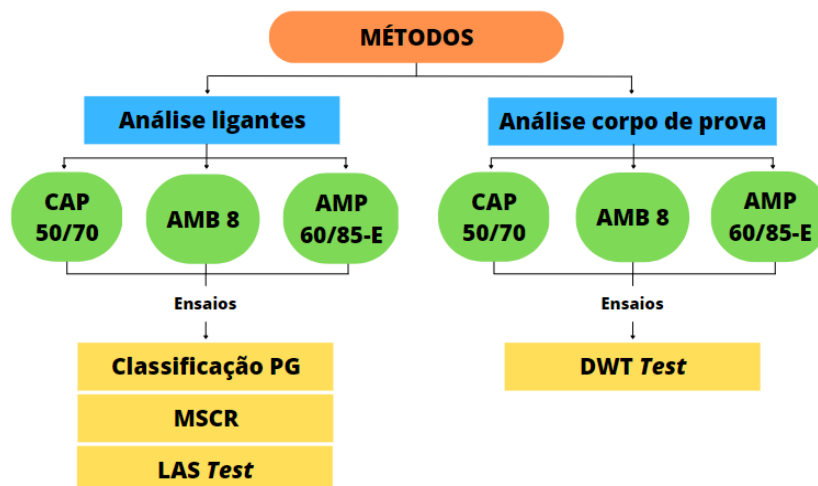 MÉTODOS
Análise ligantes
CAP
50/70
AMB 8
AMP
60/85-E
Ensaios
Classificação PG
MSCR
LAS Test
Análise corpo de prova
CAP
50/70
AMB 8
AMP
60/85-E
Ensaios
DWT Test